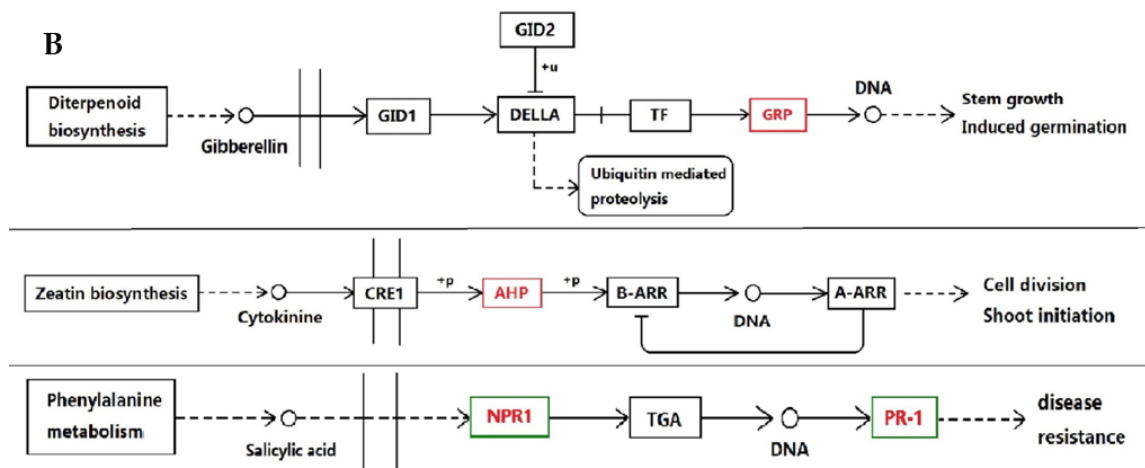 B
GID2
+u
Diterpenoid
biosynthesis
Gibberellin
GID1
DELLA
TF
GRP
DNA
Stem growth
Induced germination
Ubiquitin mediated
proteolysis
Zeatin biosynthesis
Cytokinine
CRE1
+p
AHP
+p
B-ARR
DNA
A-ARR
Cell division
Shoot initiation
Phenylalanine
metabolism
Salicylic acid
NPR1
TGA
DNA
PR-1
disease
resistance